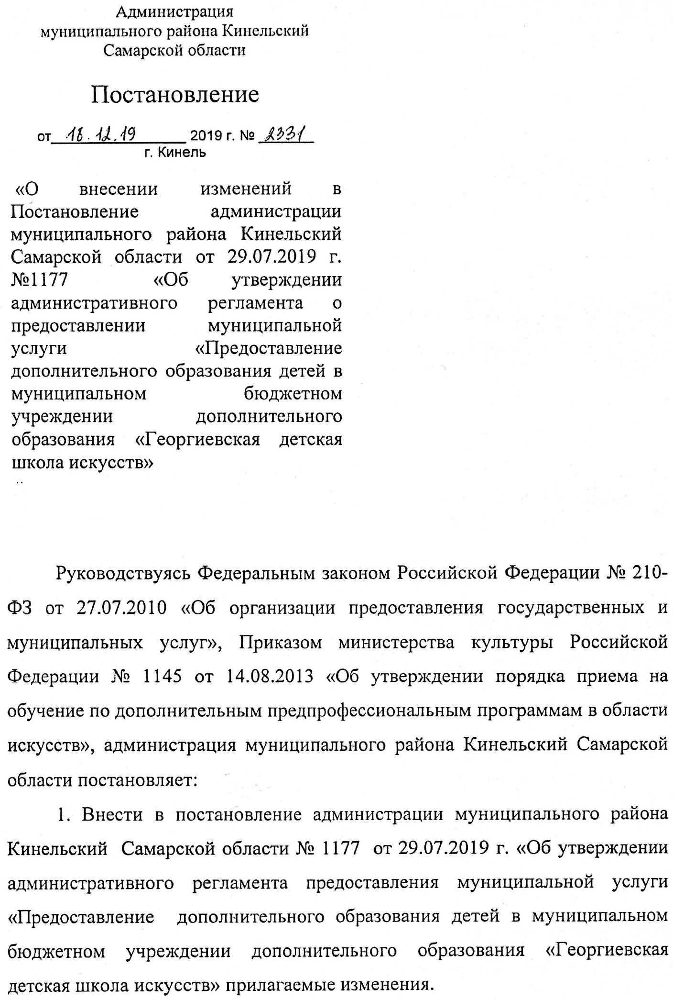 Администрация
муниципального района Кинельский
Самарской области
Постановление
от 18.12.19 2019 г. № 2331
г. Кинель
«О внесении изменений в
Постановление администрации
муниципального района Кинельский
Самарской области от 29.07.2019 г.
№1177 «Об утверждении
административного регламента о
предоставлении муниципальной
услуги «Предоставление
дополнительного образования детей в
муниципальном бюджетном
учреждении дополнительного
образования «Георгиевская детская
школа искусств»
Руководствуясь Федеральным законом Российской Федерации № 210-
ФЗ от 27.07.2010 «Об организации предоставления государственных и
муниципальных услуг», Приказом министерства культуры Российской
Федерации № 1145 от 14.08.2013 «Об утверждении порядка приема на
обучение по дополнительным предпрофессиональным программам в области
искусств», администрация муниципального района Кинельский Самарской
области постановляет:
1. Внести в постановление администрации муниципального района
Кинельский Самарской области № 1177 от 29.07.2019 г. «Об утверждении
административного регламента предоставления муниципальной услуги
«Предоставление дополнительного образования детей в муниципальном
бюджетном учреждении дополнительного образования «Георгиевская
детская школа искусств» прилагаемые изменения.